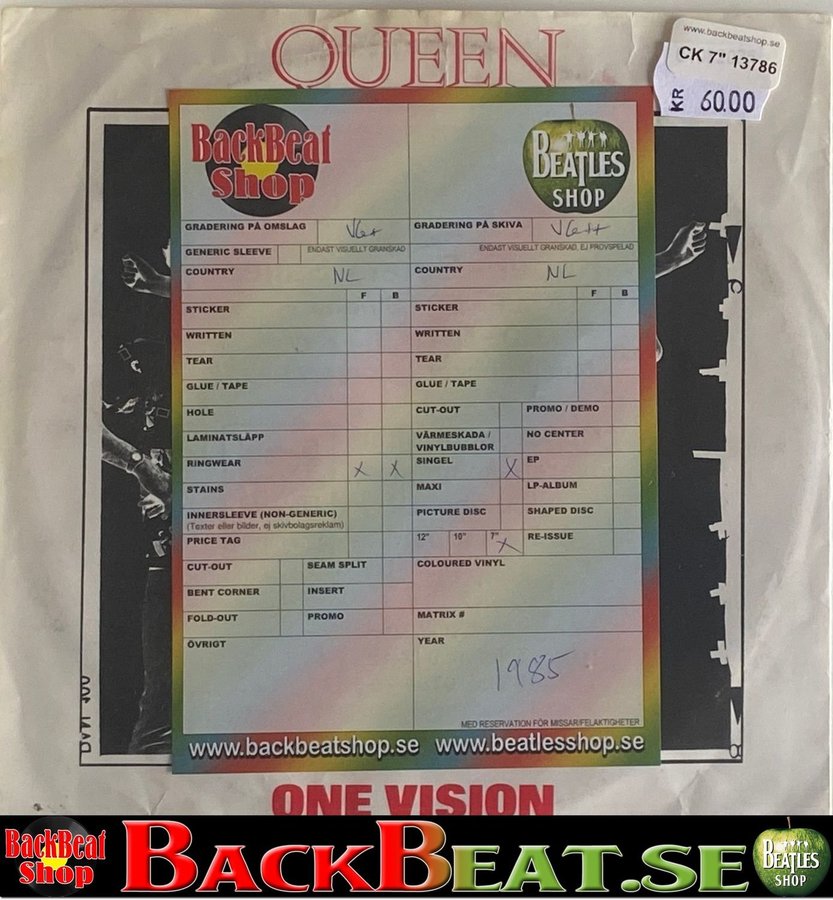 QUEEN
www.backbeatshop.se
CK 7" 13786
KR 60.00
BackBeat
Shop
BEATLES
SHOP
GRADERING PÅ OMSLAG VG+
GRADERING PÅ SKIVA VG++
GENERIC SLEEVE ENDAST VISUELLT GRANSKAD
ENDAST VISUELLT GRANSKAD, EJ PROVSPELAD
COUNTRY NL
COUNTRY NL
F B
F B
STICKER
STICKER
WRITTEN
WRITTEN
TEAR
TEAR
GLUE / TAPE
GLUE / TAPE
HOLE
CUT-OUT PROMO / DEMO
LAMINATSLÄPP
VÄRMESKADA / NO CENTER
VINYLBUBBLOR
RINGWEAR X X
SINGEL X EP
STAINS
MAXI LP-ALBUM
INNERSLEEVE (NON-GENERIC)
(Texter eller bilder, ej skivbolagsreklam)
PICTURE DISC SHAPED DISC
PRICE TAG
12" 10" 7" X RE-ISSUE
CUT-OUT SEAM SPLIT
COLOURED VINYL
BENT CORNER INSERT
FOLD-OUT PROMO
MATRIX #
ÖVRIGT
YEAR
1985
MED RESERVATION FÖR MISSAR/FELAKTIGHETER
www.backbeatshop.se www.beatlesshop.se
ONE VISION
BackBeat
Shop
BACKBEAT.SE
BEATLES
SHOP